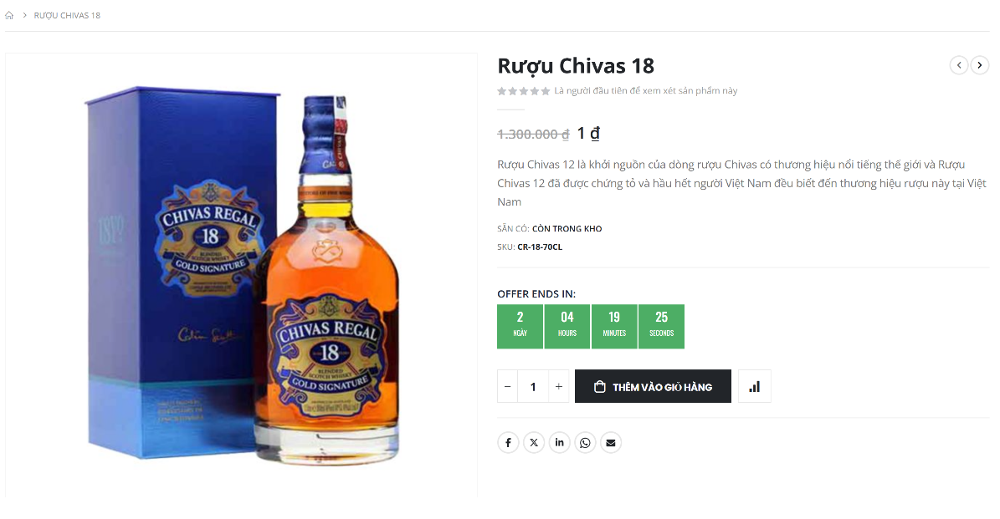 RƯỢU CHIVAS 18
Rượu Chivas 18
Là người đầu tiên để xem xét sản phẩm này
1.300.000 ₫ 1 ₫
Rượu Chivas 12 là khởi nguồn của dòng rượu Chivas có thương hiệu nổi tiếng thế giới và Rượu
Chivas 12 đã được chứng tỏ và hầu hết người Việt Nam đều biết đến thương hiệu rượu này tại Việt
Nam
SẴN CÓ: CÒN TRONG KHO
SKU: CR-18-70CL
OFFER ENDS IN:
2 04 19 25
NGÀY HOURS MINUTES SECONDS
− 1 + THÊM VÀO GIỎ HÀNG
CHIVAS
CHIVAS REGAL
18
BLENDED
SCOTCH WHISKY
GOLD SIGNATURE
CHIVAS REGAL
18
BLENDED
SCOTCH WHISKY
GOLD SIGNATURE